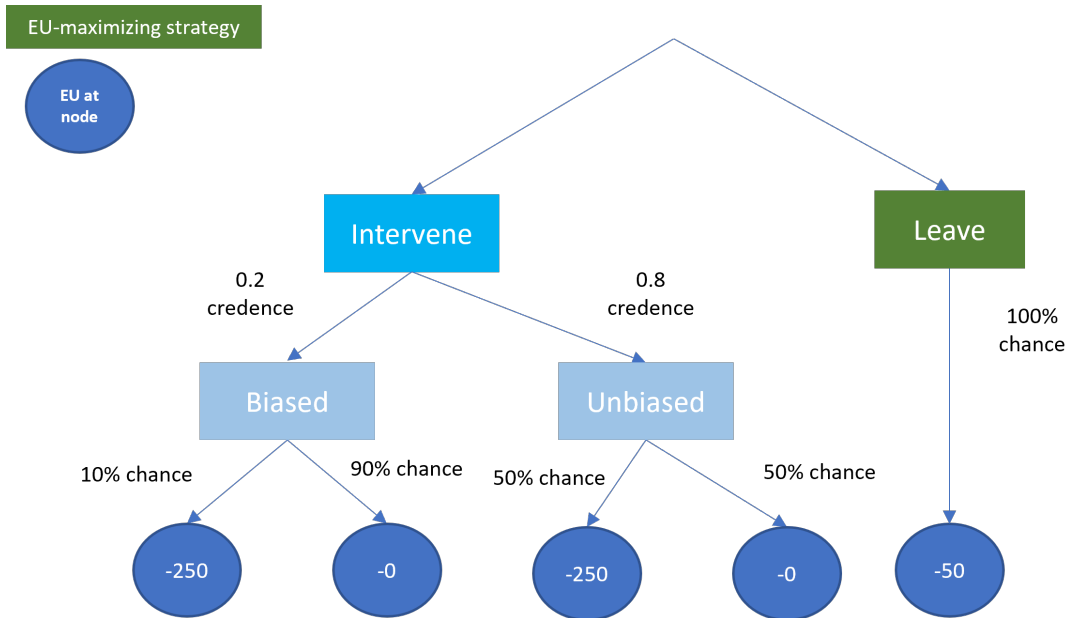 EU-maximizing strategy
EU at
node
Intervene
Leave
0.2
credence
0.8
credence
100%
chance
Biased
Unbiased
10% chance
90% chance
50% chance
50% chance
-250
-0
-250
-0
-50